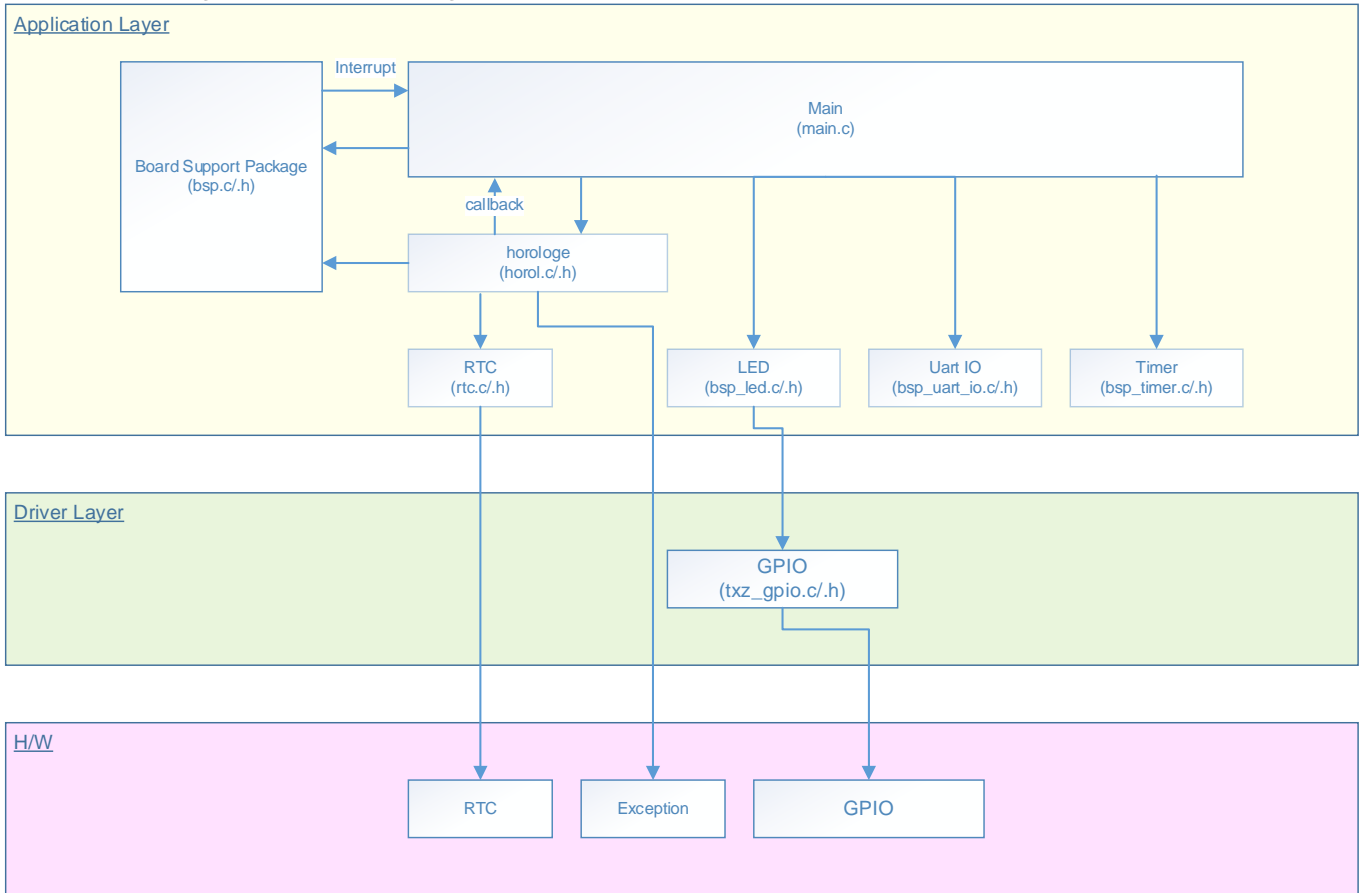 Application Layer
Interrupt
Main
(main.c)
Board Support Package
(bsp.c/.h)
callback
horologe
(horol.c/.h)
RTC
(rtc.c/.h)
LED
(bsp_led.c/.h)
Uart IO
(bsp_uart_io.c/.h)
Timer
(bsp_timer.c/.h)
Driver Layer
GPIO
(txz_gpio.c/.h)
H/W
RTC
Exception
GPIO